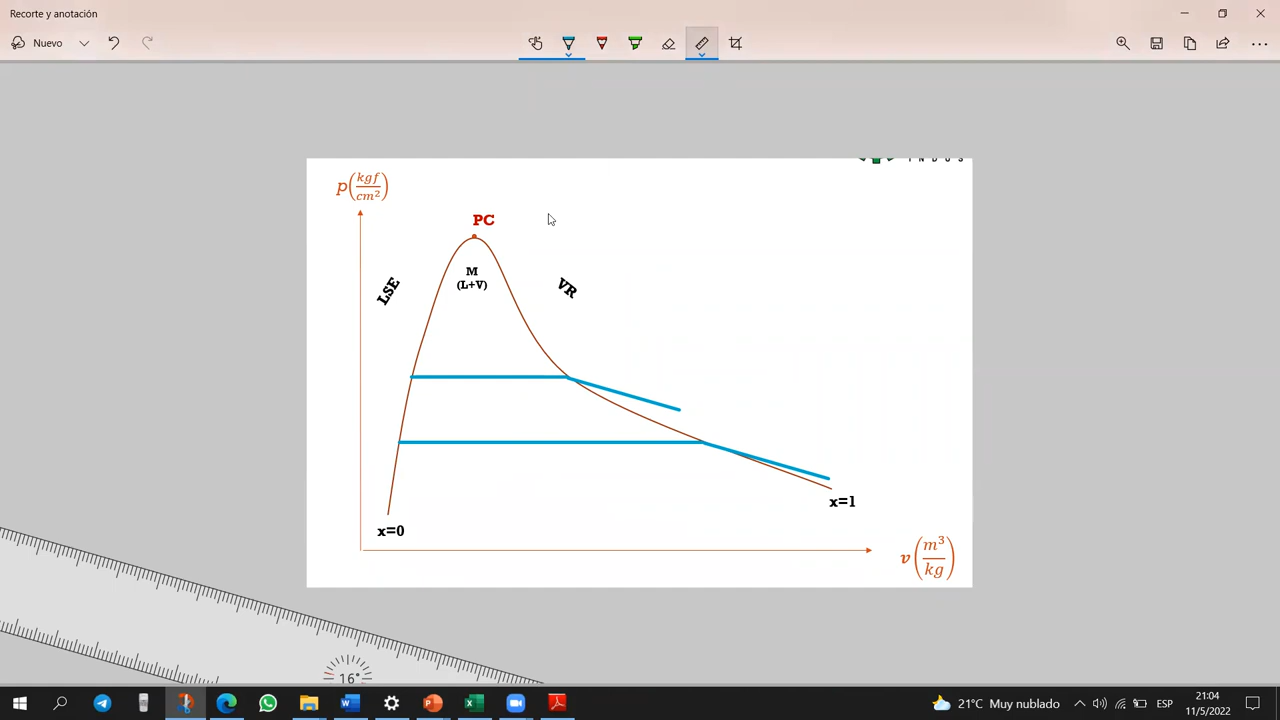 Recorte y anotación
Nuevo
I N D U S
p(kgf/cm²)
PC
M
(L+V)
LSE
VR
x=1
x=0
v(m³/kg)
16°
21°C Muy nublado
ESP
21:04
11/5/2022